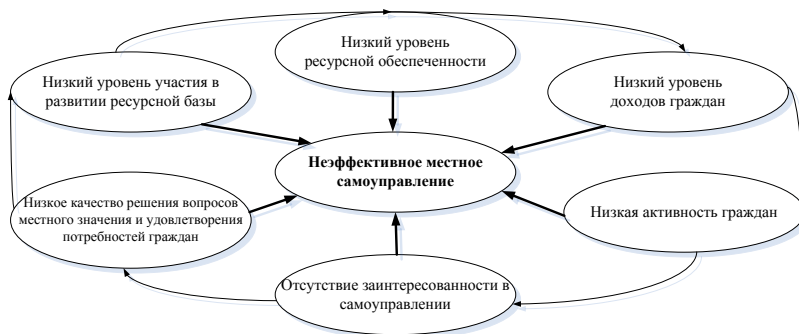 Низкий уровень
ресурсной обеспеченности
Низкий уровень участия в
развитии ресурсной базы
Низкий уровень
доходов граждан
Неэффективное местное
самоуправление
Низкое качество решения вопросов
местного значения и удовлетворения
потребностей граждан
Низкая активность граждан
Отсутствие заинтересованности в
самоуправлении